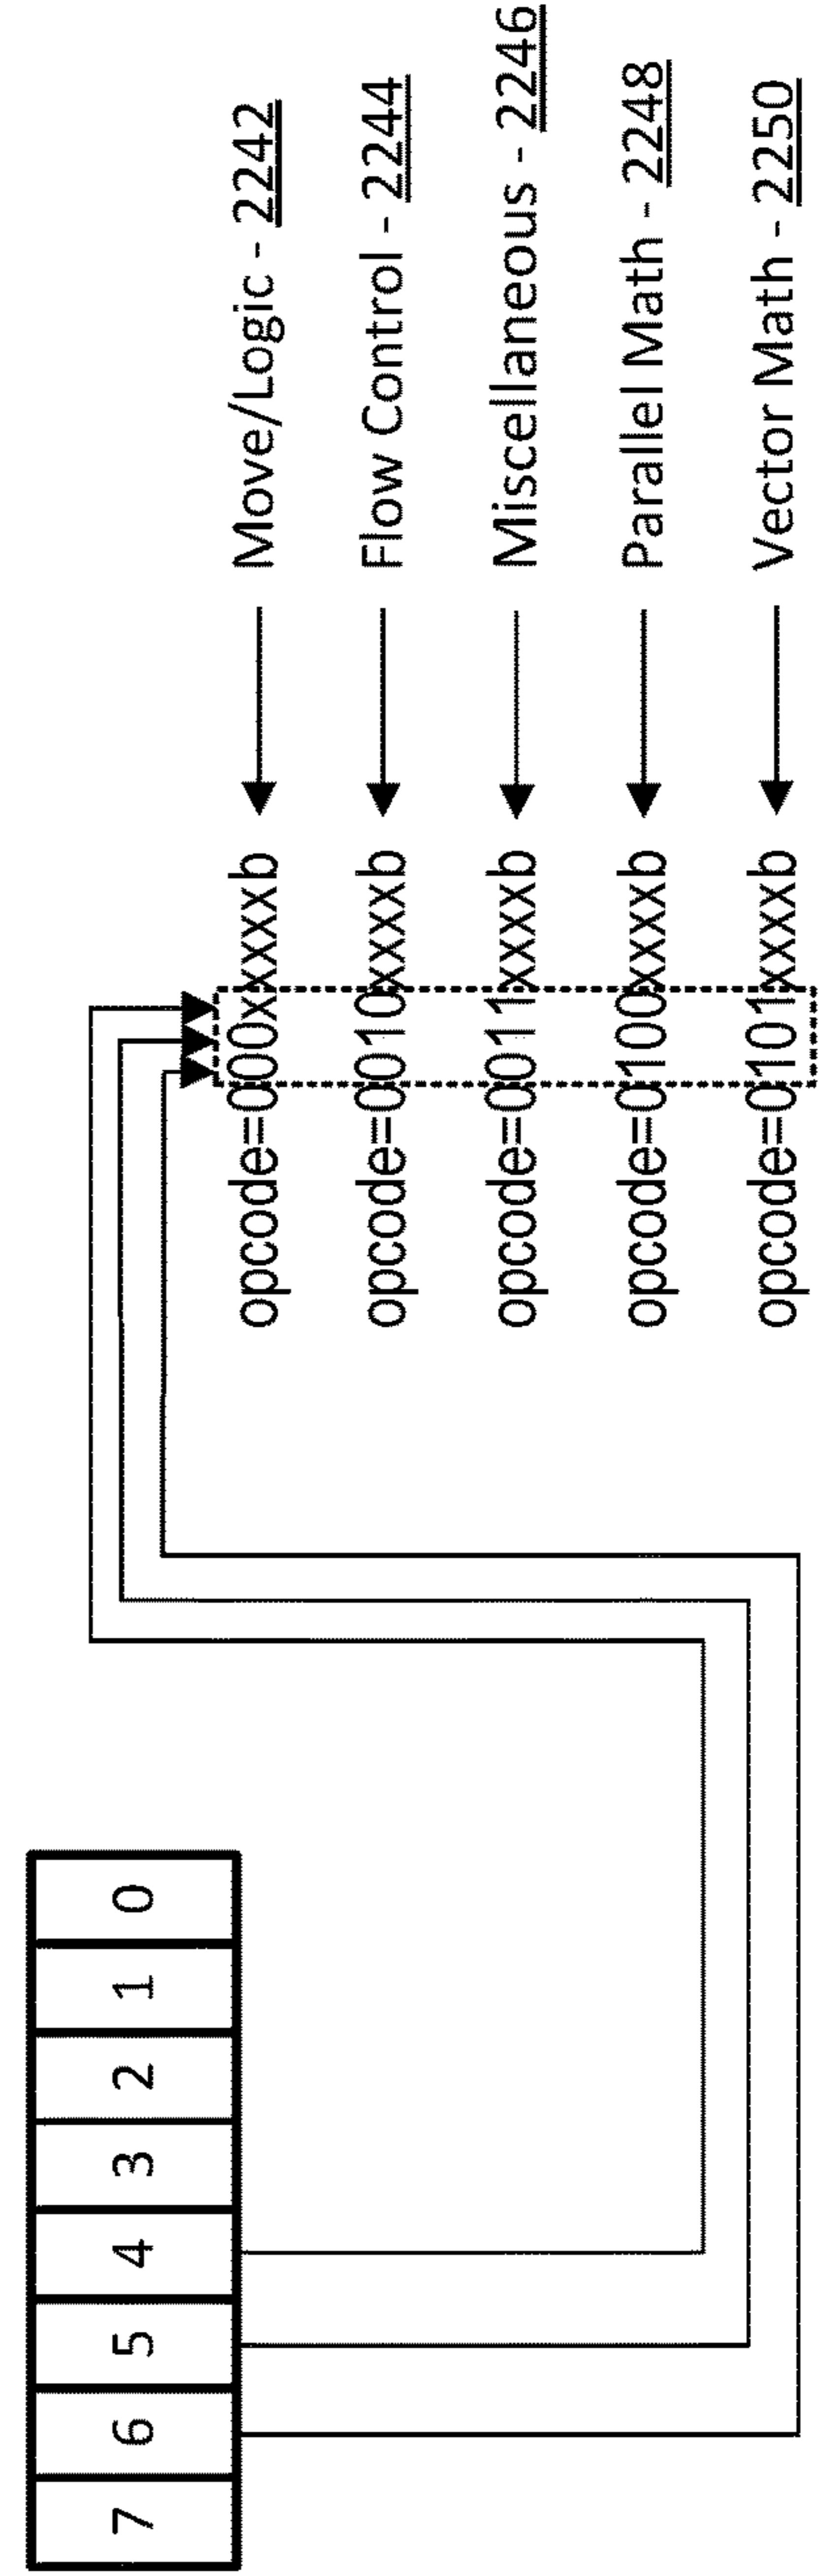 7 6 5 4 3 2 1 0
opcode=000xxxxxb Move/Logic - 2242
opcode=0010xxxxb Flow Control - 2244
opcode=0011xxxxb Miscellaneous - 2246
opcode=0100xxxxb Parallel Math - 2248
opcode=0101xxxxb Vector Math - 2250